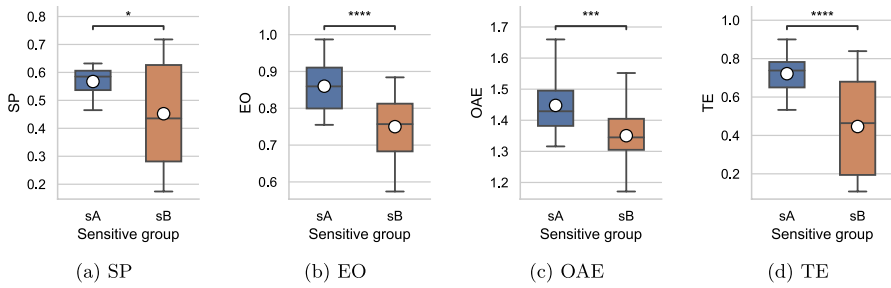 *
0.8
0.7
0.6
0.5
0.4
0.3
0.2
SP
sA sB
Sensitive group
(a) SP
****
1.0
0.9
0.8
0.7
0.6
EO
sA sB
Sensitive group
(b) EO
***
1.7
1.6
1.5
1.4
1.3
1.2
OAE
sA sB
Sensitive group
(c) OAE
****
1.0
0.8
0.6
0.4
0.2
TE
sA sB
Sensitive group
(d) TE